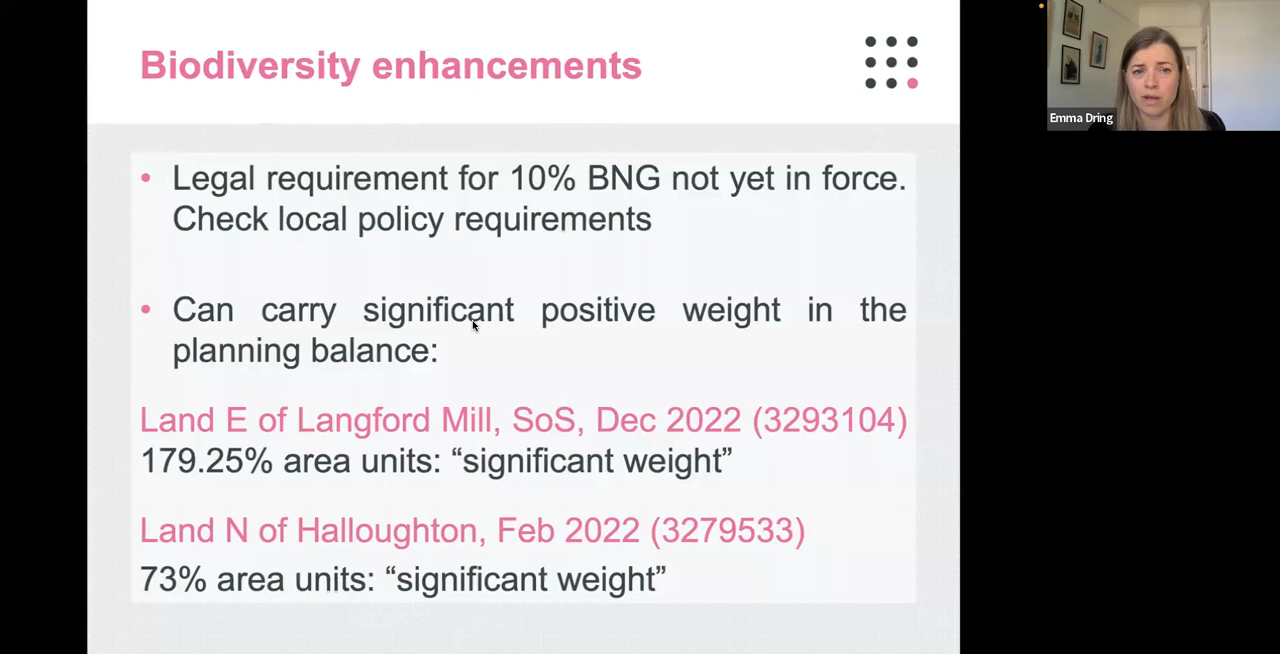 Biodiversity enhancements
• Legal requirement for 10% BNG not yet in force.
Check local policy requirements
• Can carry significant positive weight in the
planning balance:
Land E of Langford Mill, SoS, Dec 2022 (3293104)
179.25% area units: “significant weight”
Land N of Halloughton, Feb 2022 (3279533)
73% area units: “significant weight”
Emma Dring